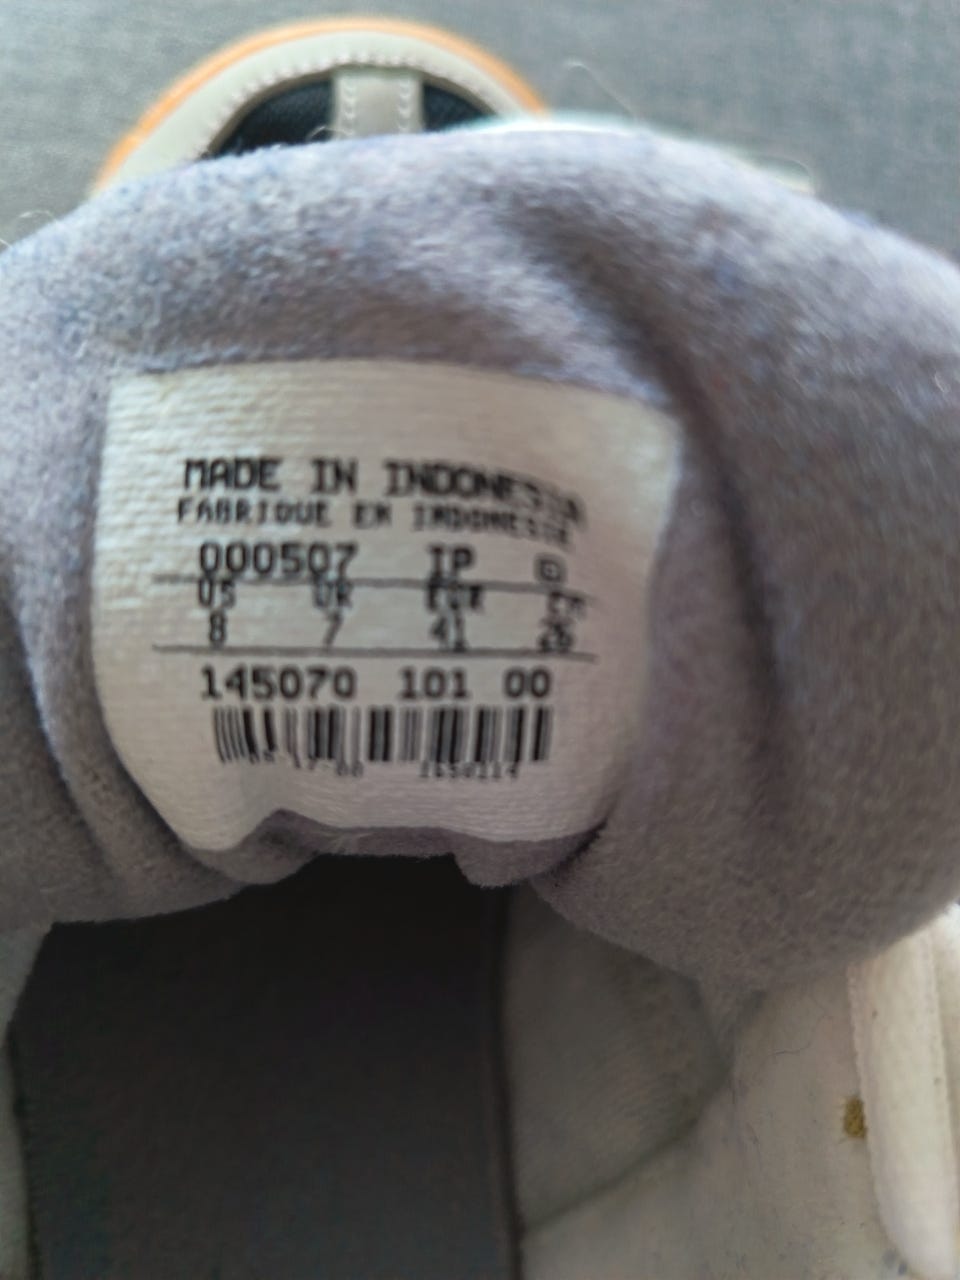 MADE IN INDONESIA
FABRIQUE EN INDONESIE
000507 IP
US UK EUR cm
8 7 41 26
145070 101 00